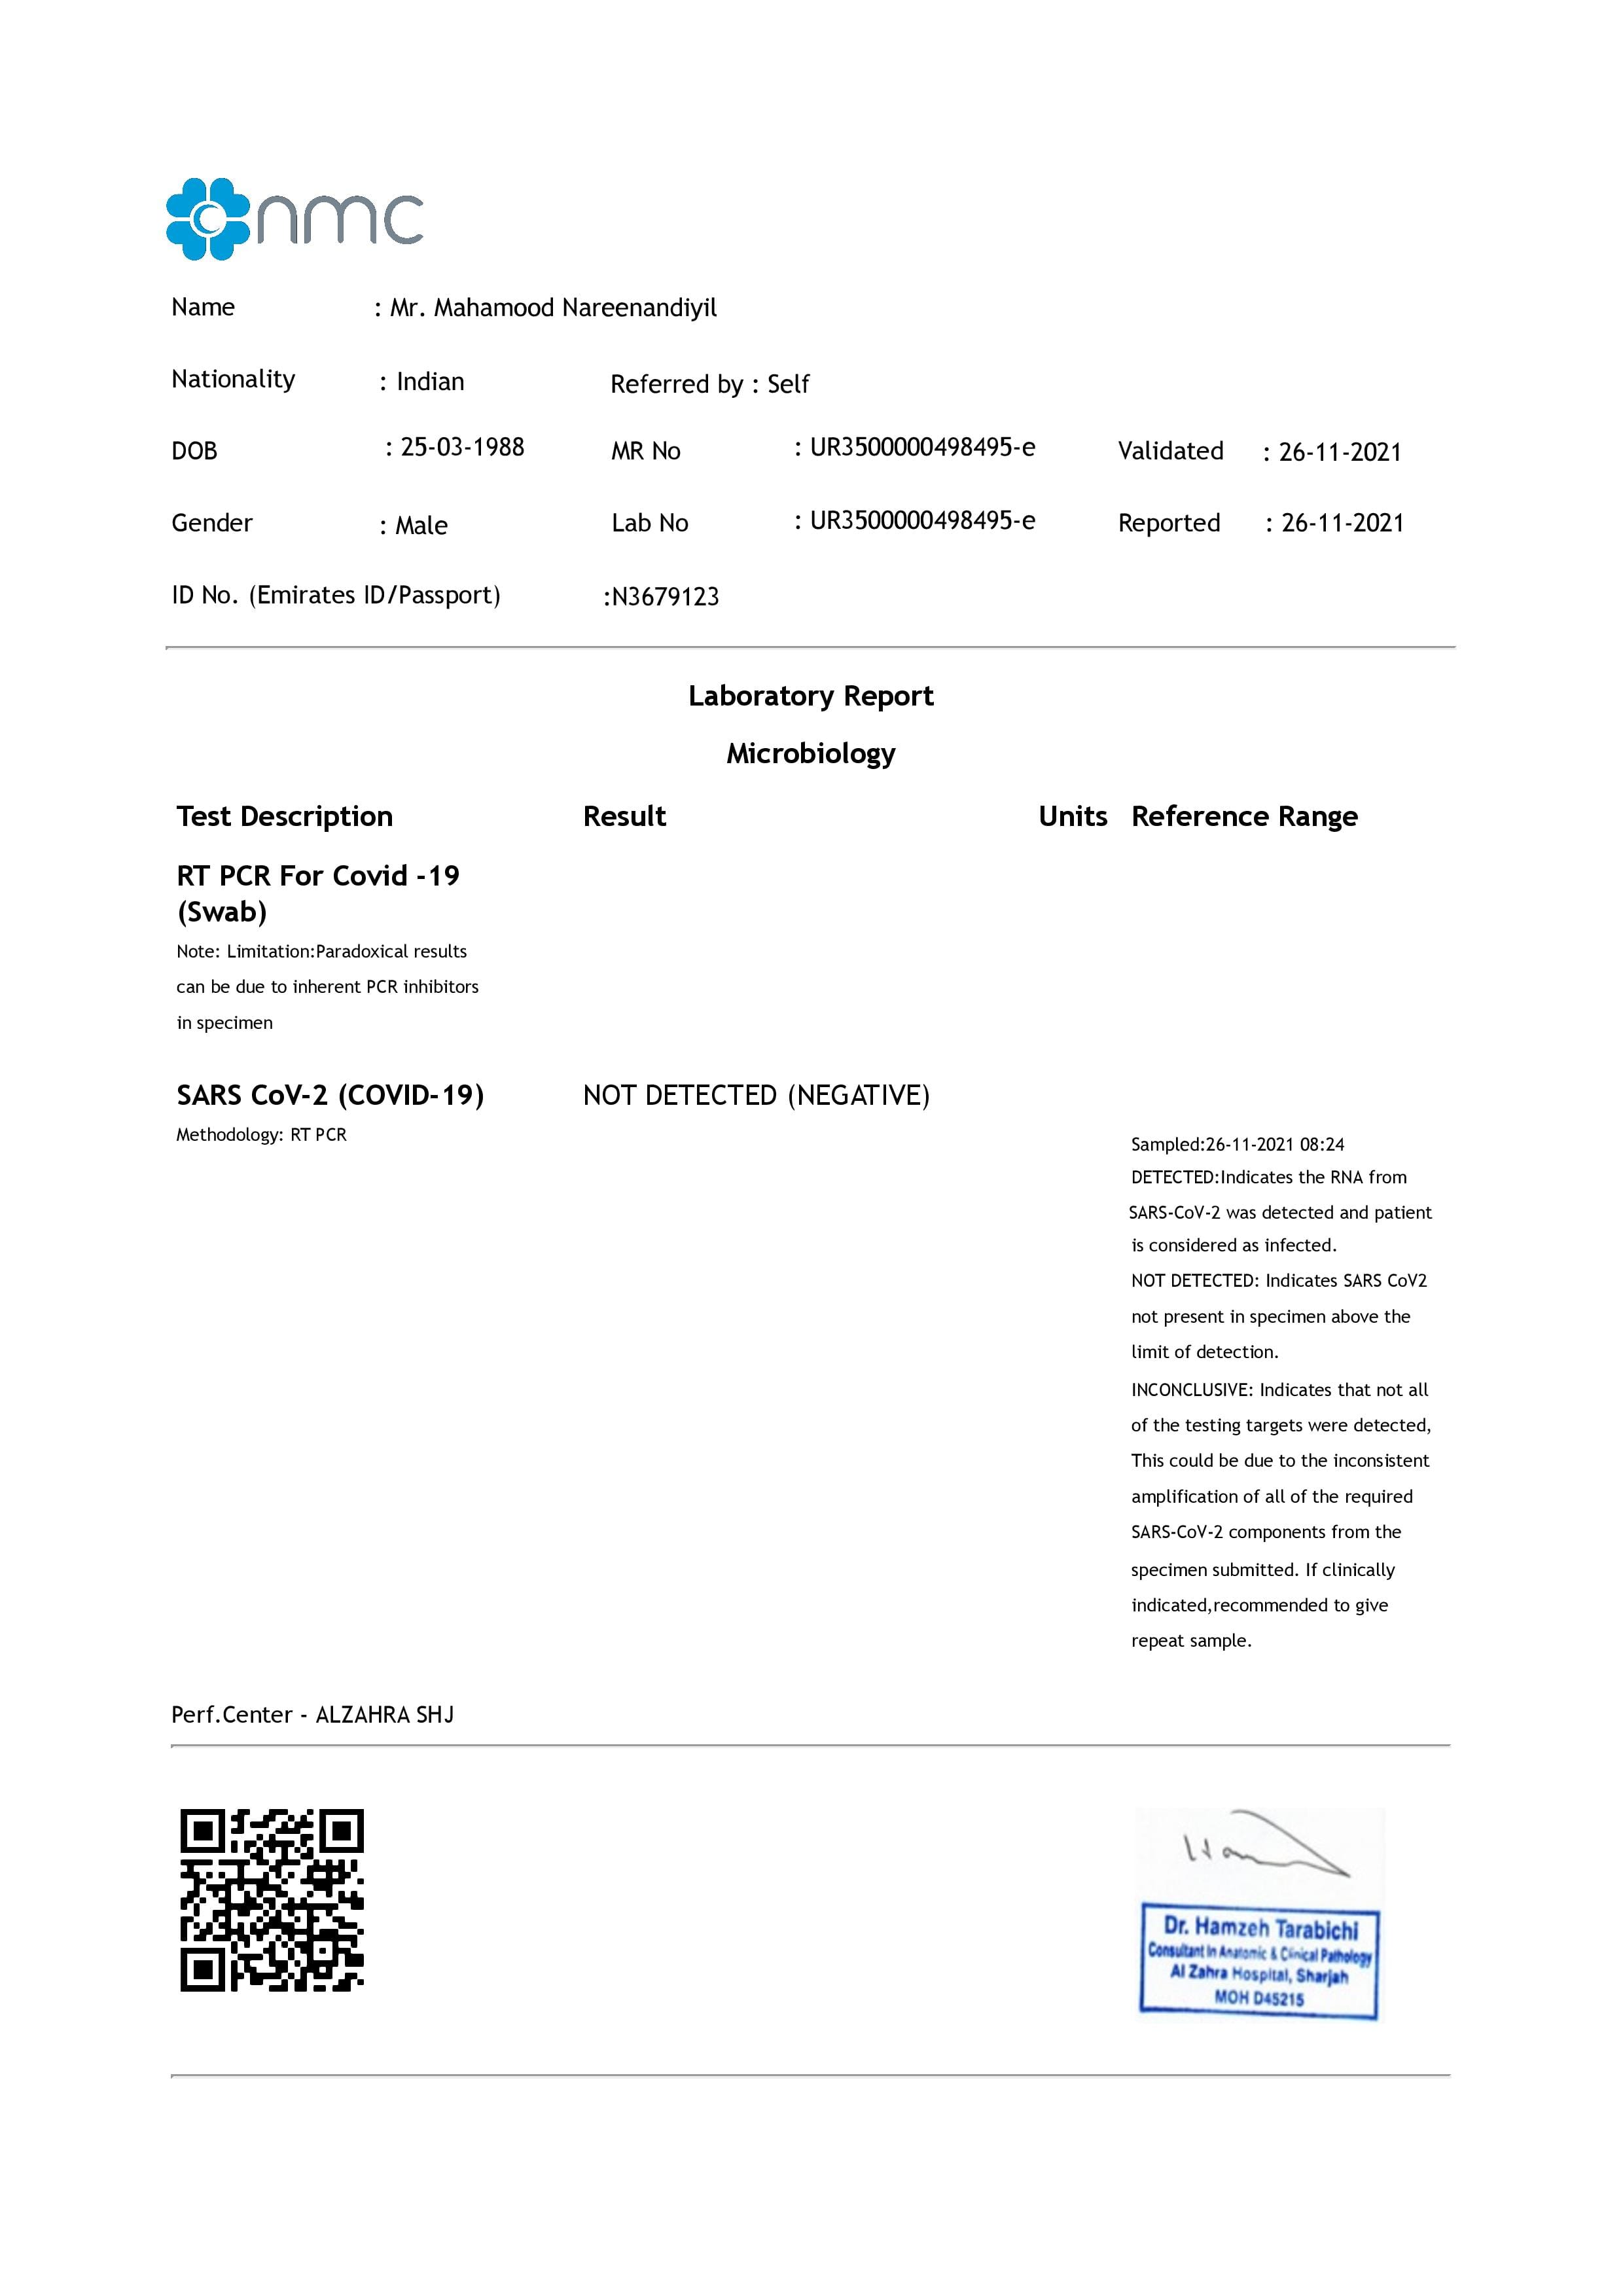 nmc
Name : Mr. Mahamood Nareenandiyil
Nationality : Indian Referred by : Self
DOB : 25-03-1988 MR No : UR3500000498495-e Validated : 26-11-2021
Gender : Male Lab No : UR3500000498495-e Reported : 26-11-2021
ID No. (Emirates ID/Passport) :N3679123
Laboratory Report
Microbiology
Test Description Result Units Reference Range
RT PCR For Covid -19
(Swab)
Note: Limitation:Paradoxical results
can be due to inherent PCR inhibitors
in specimen
SARS CoV-2 (COVID-19) NOT DETECTED (NEGATIVE)
Methodology: RT PCR
Sampled:26-11-2021 08:24
DETECTED:Indicates the RNA from
SARS-CoV-2 was detected and patient
is considered as infected.
NOT DETECTED: Indicates SARS CoV2
not present in specimen above the
limit of detection.
INCONCLUSIVE: Indicates that not all
of the testing targets were detected,
This could be due to the inconsistent
amplification of all of the required
SARS-CoV-2 components from the
specimen submitted. If clinically
indicated,recommended to give
repeat sample.
Perf.Center - ALZAHRA SHJ
Dr. Hamzeh Tarabichi
Consultant In Anatomic & Clinical Pathology
Al Zahra Hospital, Sharjah
MOH D45215